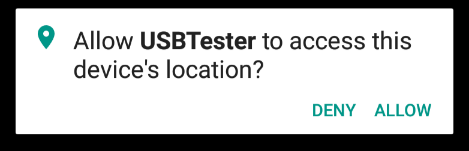 Allow USBTester to access this
device's location?
DENY ALLOW